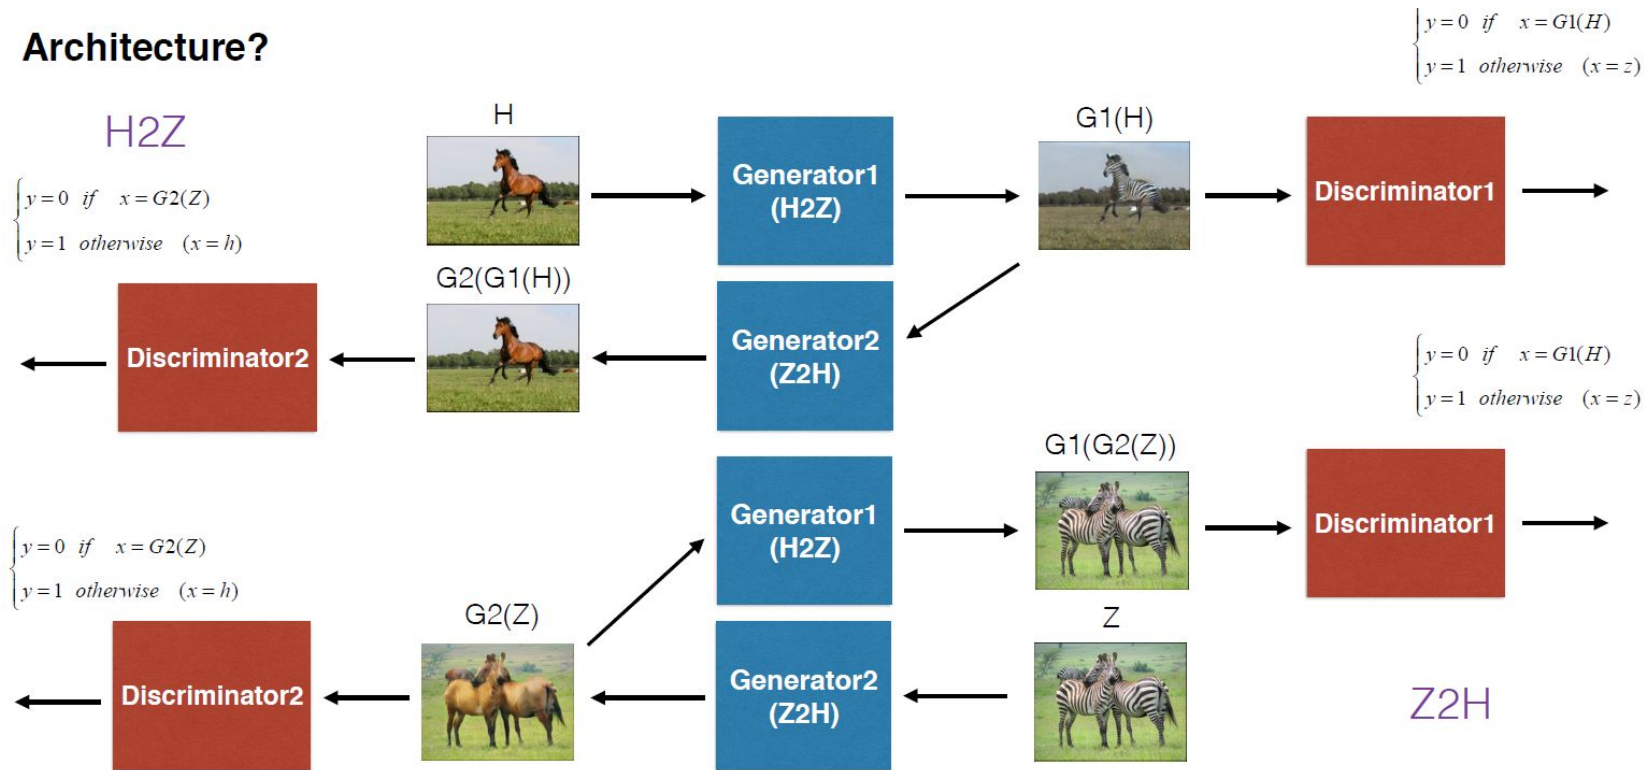 Architecture?
y = 0 if x = G1(H)
y = 1 otherwise (x = z)
H2Z
H
G1(H)
Generator1
(H2Z)
Discriminator1
y = 0 if x = G2(Z)
y = 1 otherwise (x = h)
G2(G1(H))
Discriminator2
Generator2
(Z2H)
y = 0 if x = G1(H)
y = 1 otherwise (x = z)
G1(G2(Z))
Generator1
(H2Z)
Discriminator1
y = 0 if x = G2(Z)
y = 1 otherwise (x = h)
G2(Z)
Z
Discriminator2
Generator2
(Z2H)
Z2H